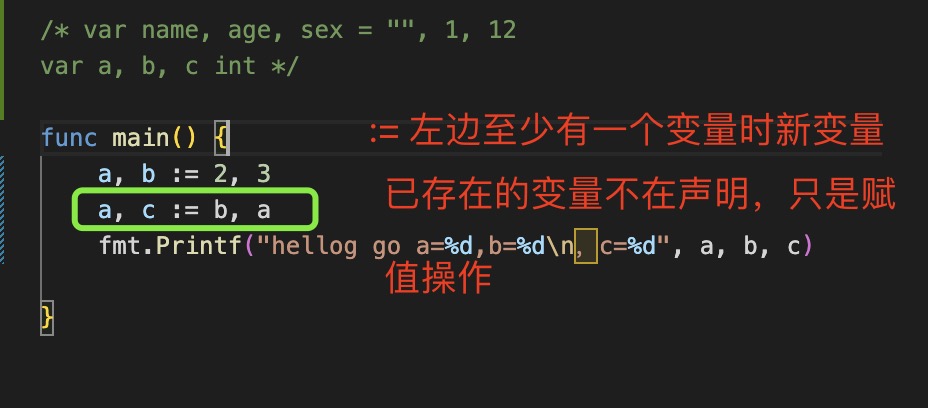 /* var name, age, sex = "", 1, 12
var a, b, c int */
func main() {
:= 左边至少有一个变量时新变量
a, b := 2, 3
已存在的变量不在声明，只是赋
a, c := b, a
fmt.Printf("hellog go a=%d,b=%d\n，c=%d", a, b, c)
值操作
}